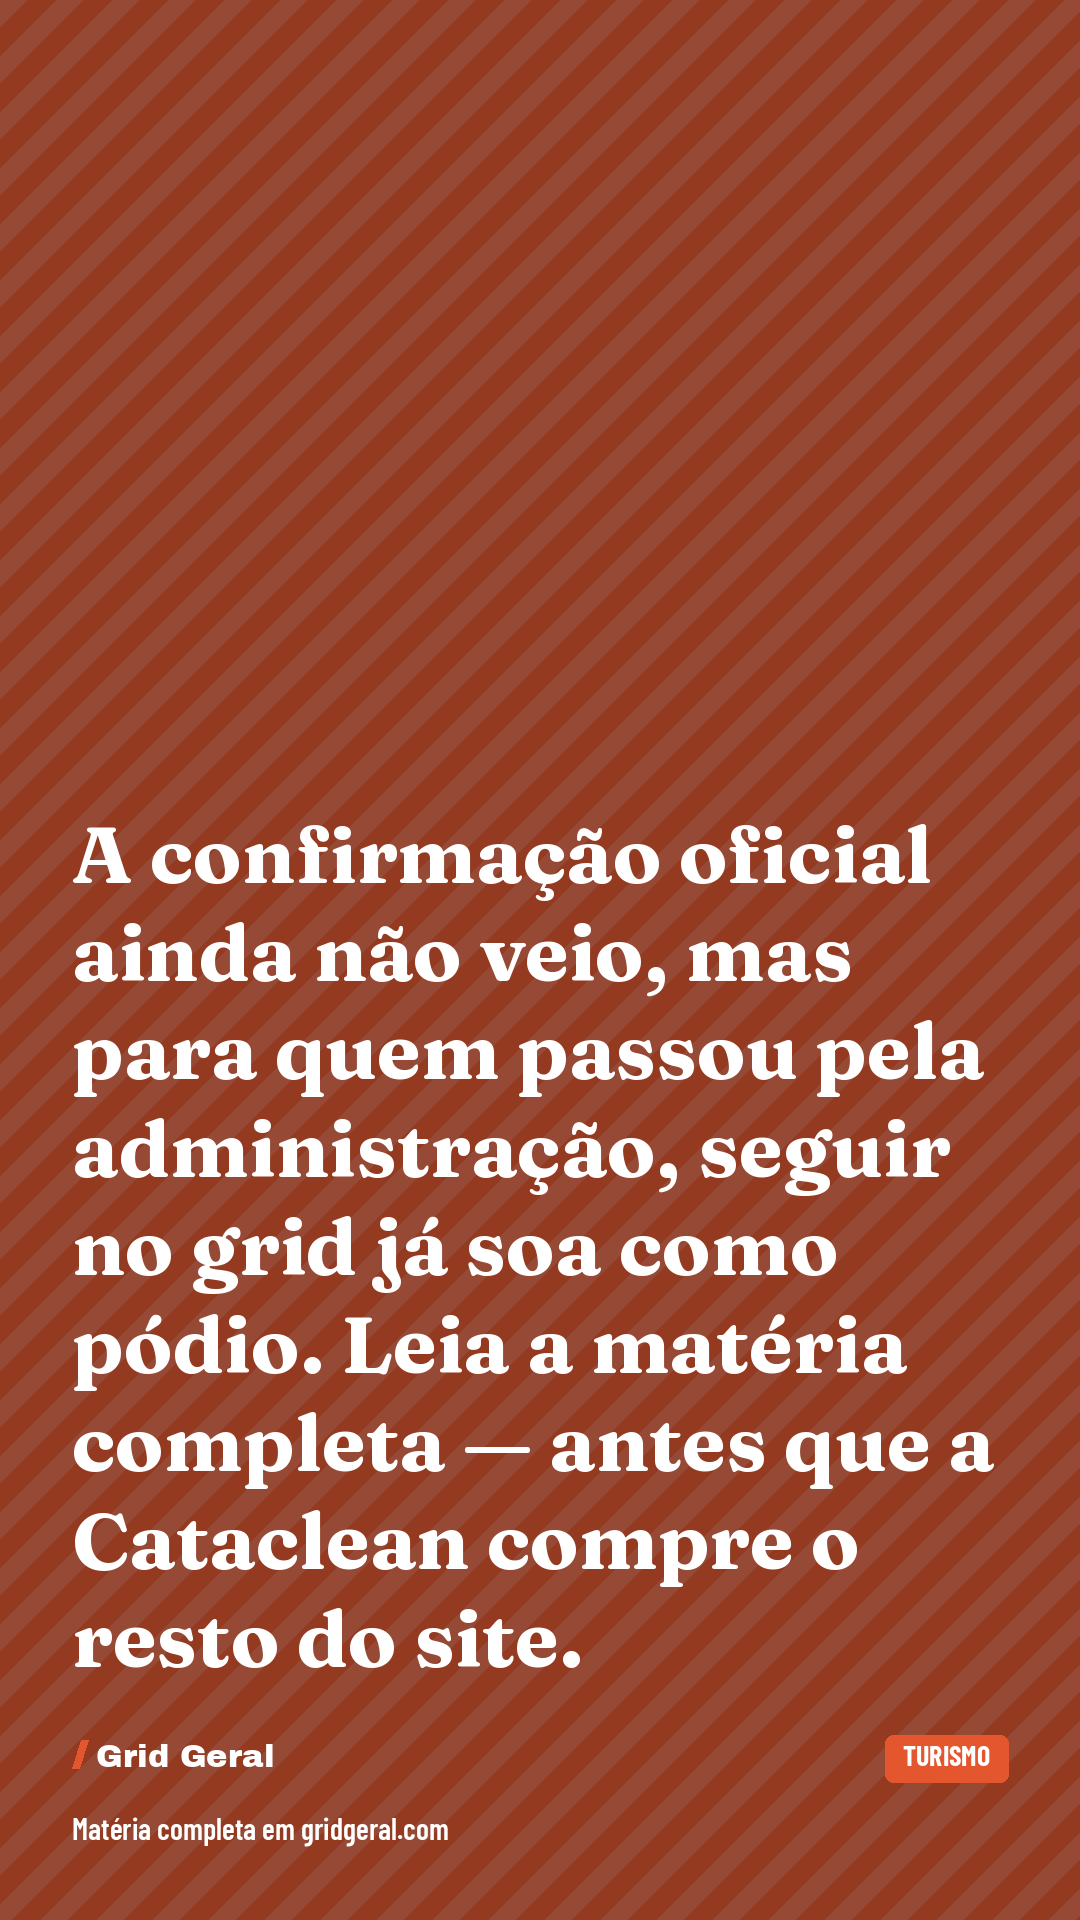 A confirmação oficial
ainda não veio, mas
para quem passou pela
administração, seguir
no grid já soa como
pódio. Leia a matéria
completa — antes que a
Cataclean compre o
resto do site.
/ Grid Geral
TURISMO
Matéria completa em gridgeral.com